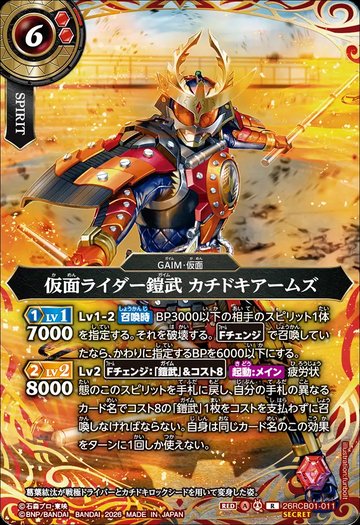 6
SPIRIT
GAIM・仮面
仮面ライダー鎧武 カチドキアームズ
1 LV1 7000
Lv1-2 召喚時 BP3000以下の相手のスピリット1体
を指定する。それを破壊する。『Fチェンジ』で召喚してい
たなら、かわりに指定するBPを6000以下にする。
2 LV2 8000
Lv2 『Fチェンジ:「鎧武」&コスト8』 起動:メイン 疲労状
態のこのスピリットを手札に戻し、自分の手札の異なる
カード名でコスト8の「鎧武」1枚をコストを支払わずに召
喚しなければならない。自身は同じカード名のこの効果
をターンに1回しか使えない。
葛葉紘汰が戦極ドライバーとカチドキロックシードを用いて変身した姿。
©石森プロ・東映
©BNP/BANDAI BANDAI 2026 MADE IN JAPAN
RED A R 26RCB01-011
SECRET